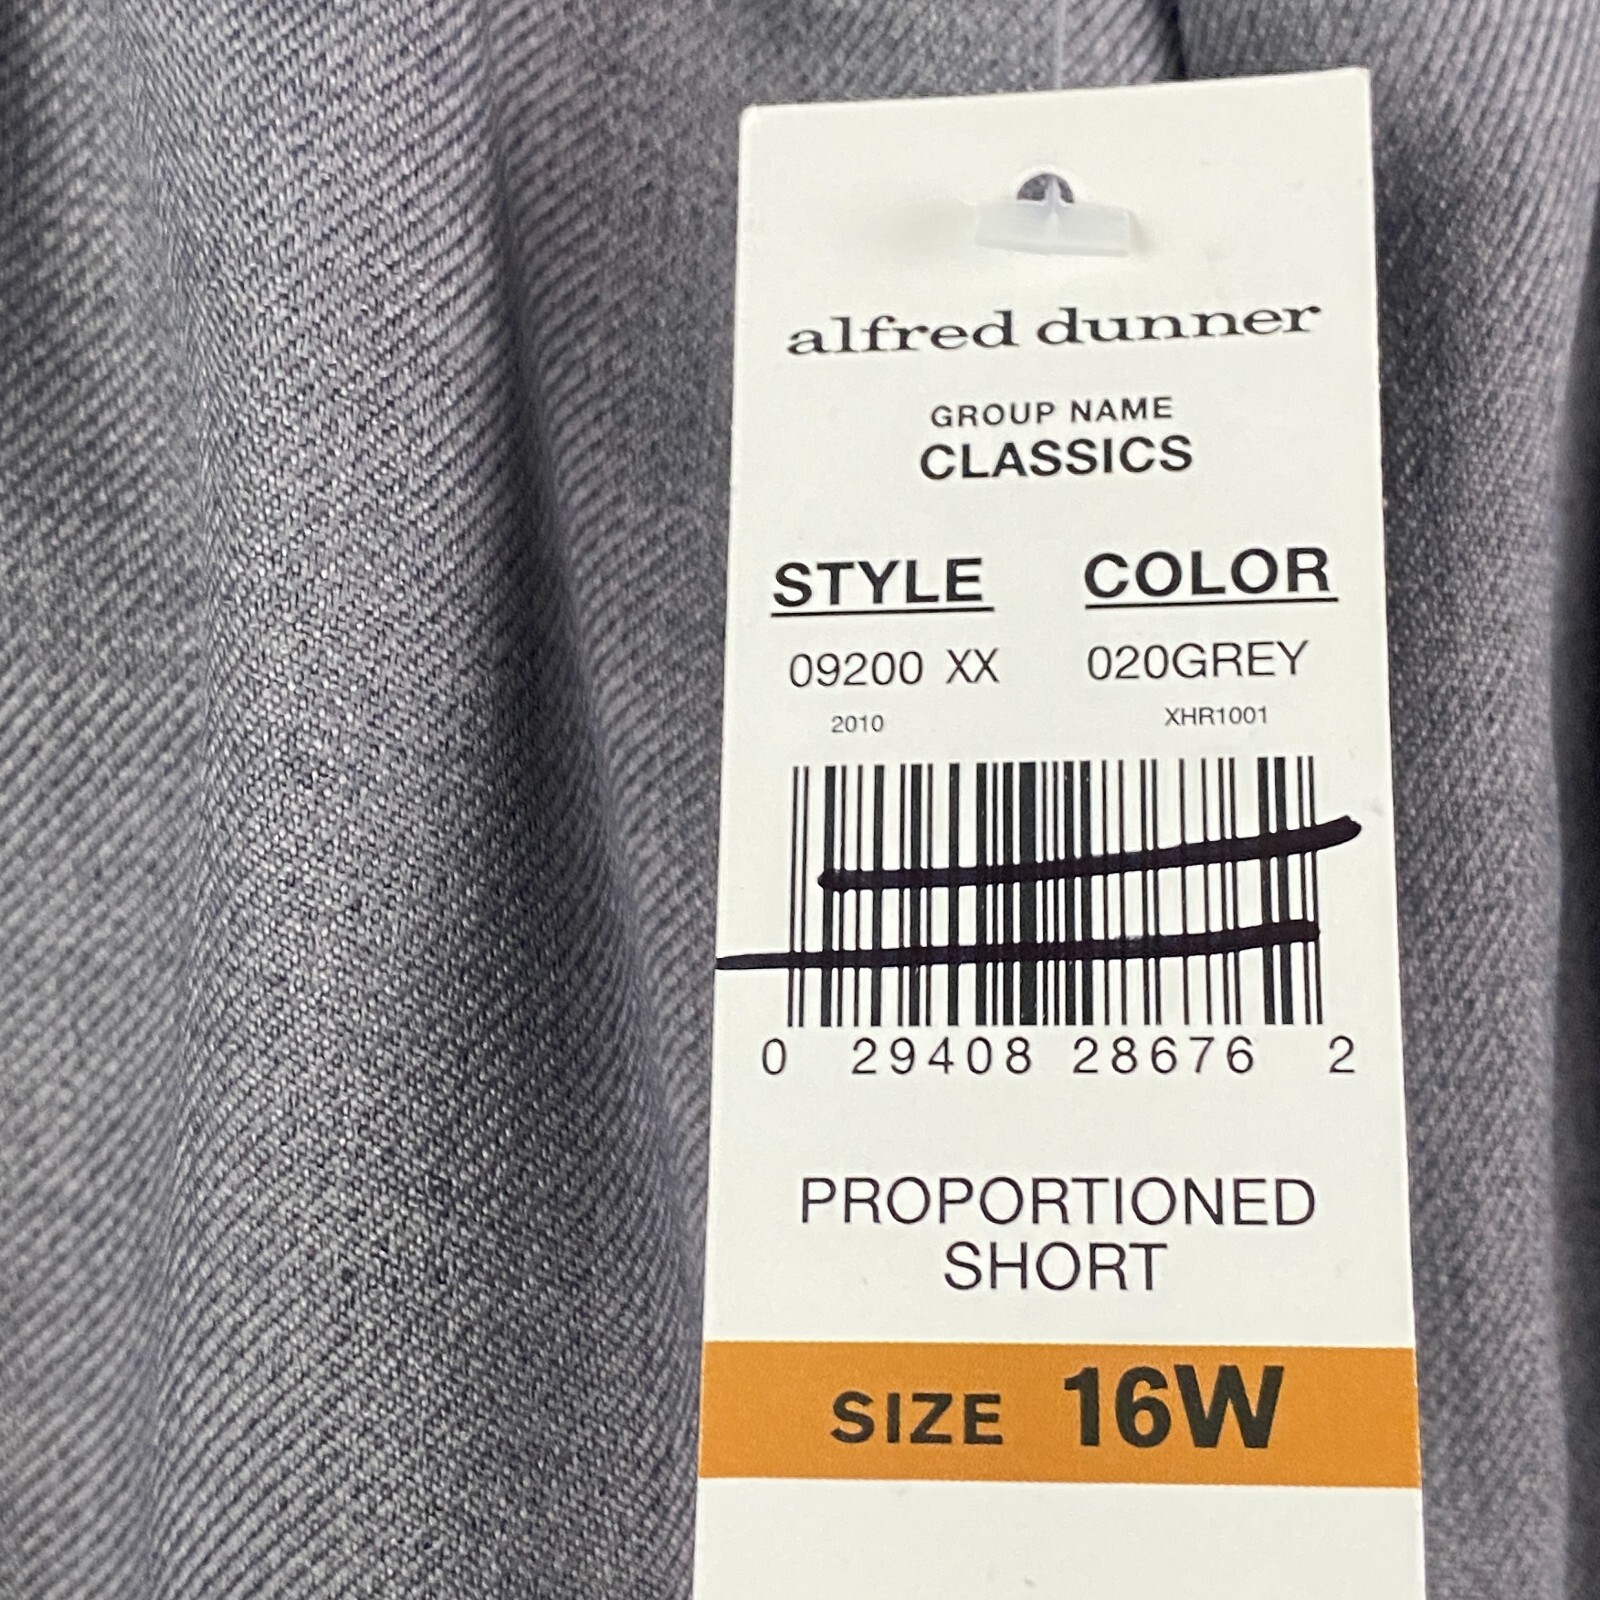 alfred dunner
GROUP NAME
CLASSICS
STYLE COLOR
09200 XX 020GREY
2010 XHR1001
0 29408 28676 2
PROPORTIONED
SHORT
SIZE 16W